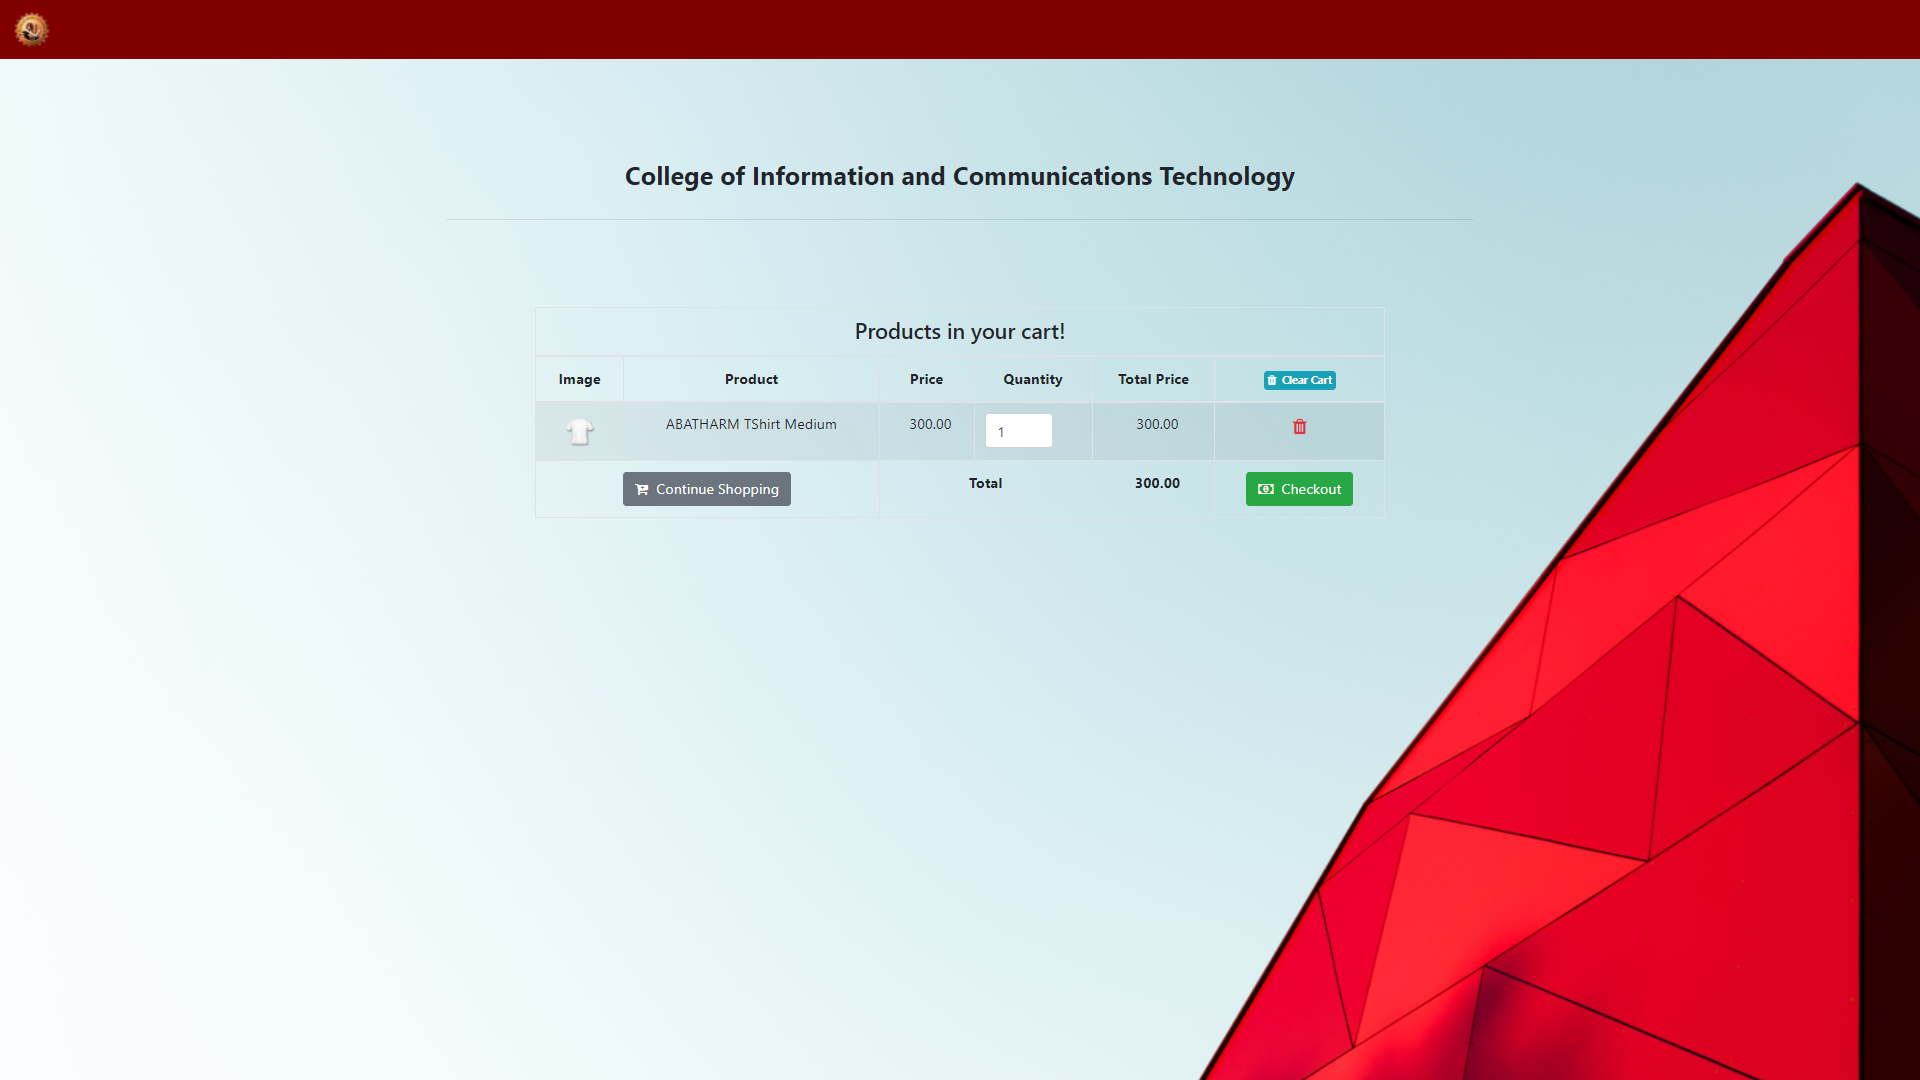 College of Information and Communications Technology
Products in your cart!
Image Product Price Quantity Total Price Clear Cart
ABATHARM TShirt Medium 300.00 1 300.00
Continue Shopping Total 300.00 Checkout